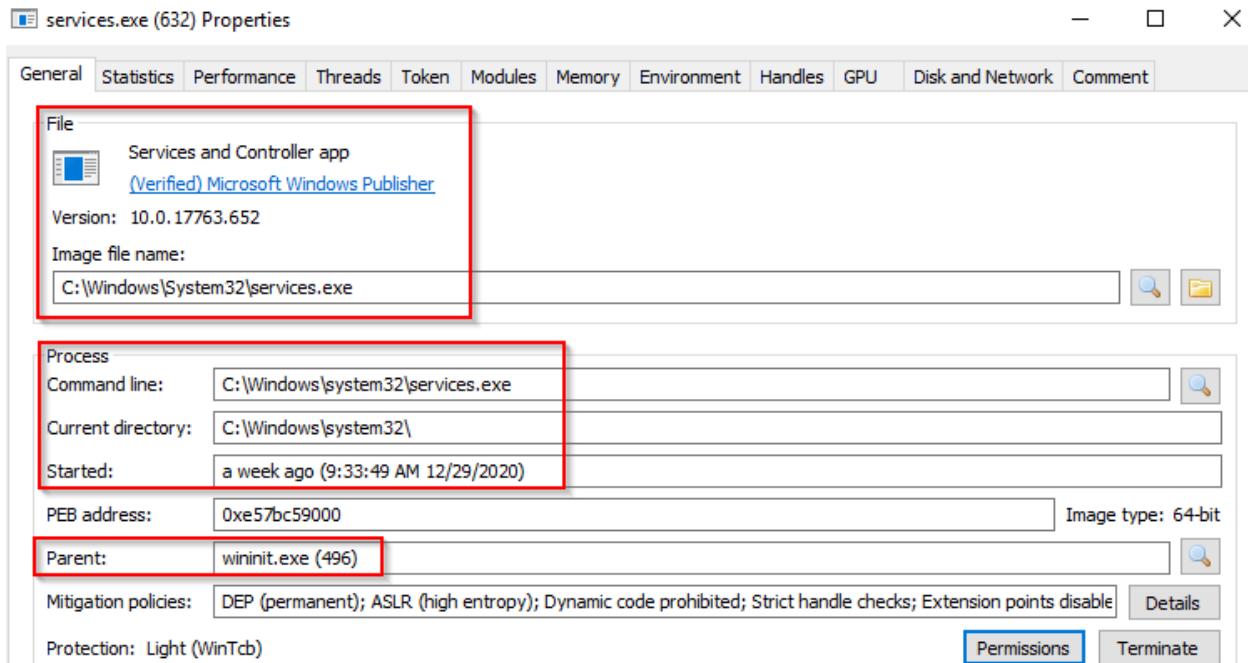 services.exe (632) Properties
General Statistics Performance Threads Token Modules Memory Environment Handles GPU Disk and Network Comment
File
Services and Controller app
(Verified) Microsoft Windows Publisher
Version: 10.0.17763.652
Image file name:
C:\Windows\System32\services.exe
Process
Command line: C:\Windows\system32\services.exe
Current directory: C:\Windows\system32\
Started: a week ago (9:33:49 AM 12/29/2020)
PEB address: 0xe57bc59000 Image type: 64-bit
Parent: wininit.exe (496)
Mitigation policies: DEP (permanent); ASLR (high entropy); Dynamic code prohibited; Strict handle checks; Extension points disable Details
Protection: Light (WinTcb) Permissions Terminate